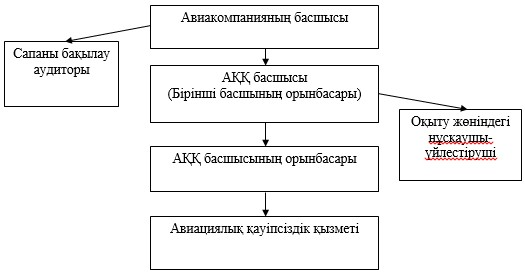 Авиакомпанияның басшысы
Сапаны бақылау
аудиторы
АҚҚ басшысы
(Бірінші басшының орынбасары)
Оқыту жөніндегі
нұсқаушы-
үйлестіруші
АҚҚ басшысының орынбасары
Авиациялық қауіпсіздік қызметі